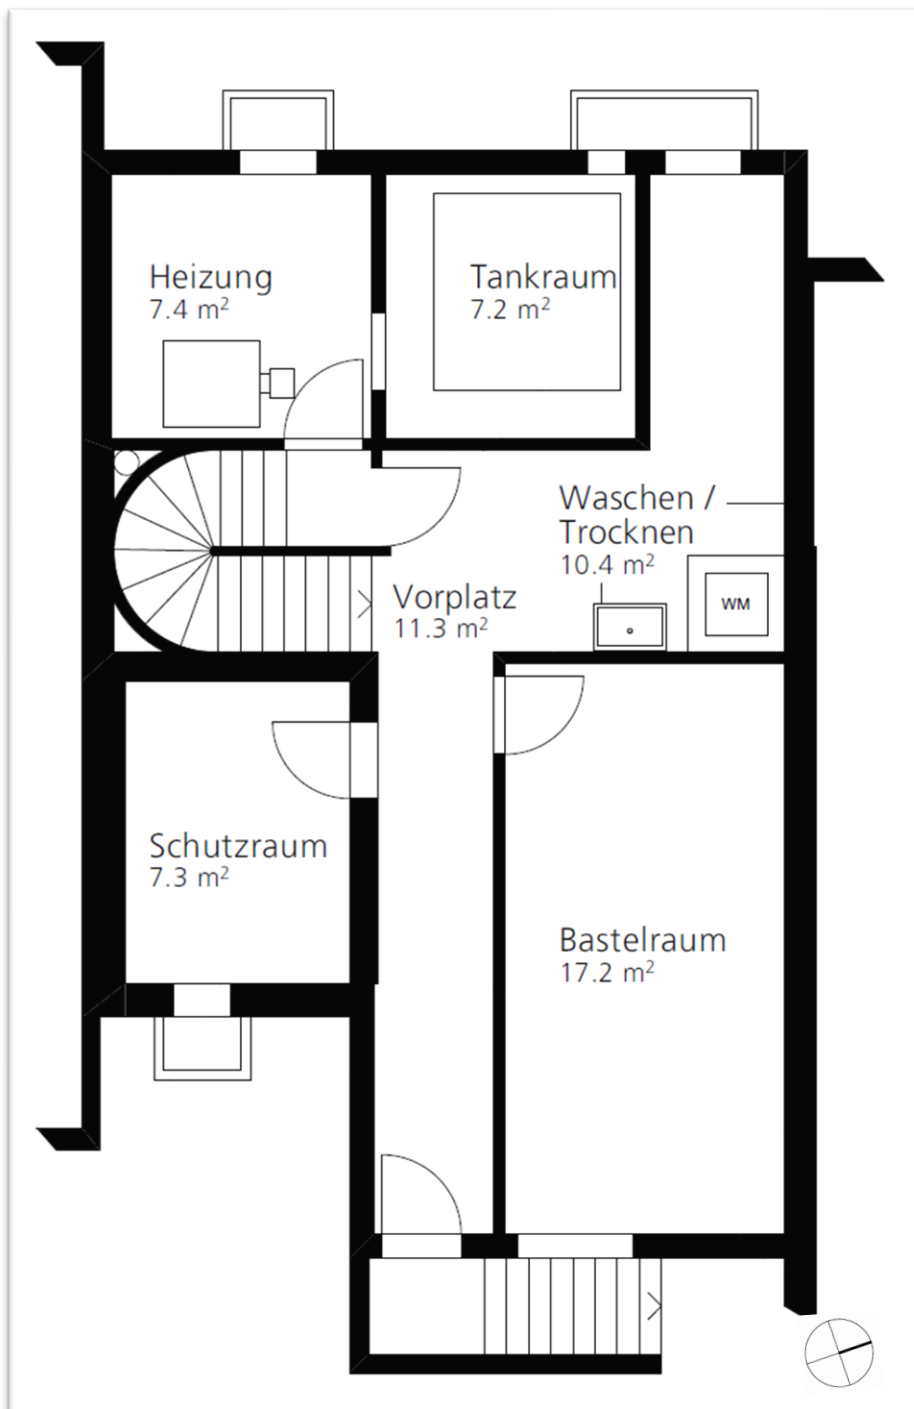 Heizung
7.4 m²
Tankraum
7.2 m²
Waschen /
Trocknen
10.4 m²
WM
Vorplatz
11.3 m²
Schutzraum
7.3 m²
Bastelraum
17.2 m²